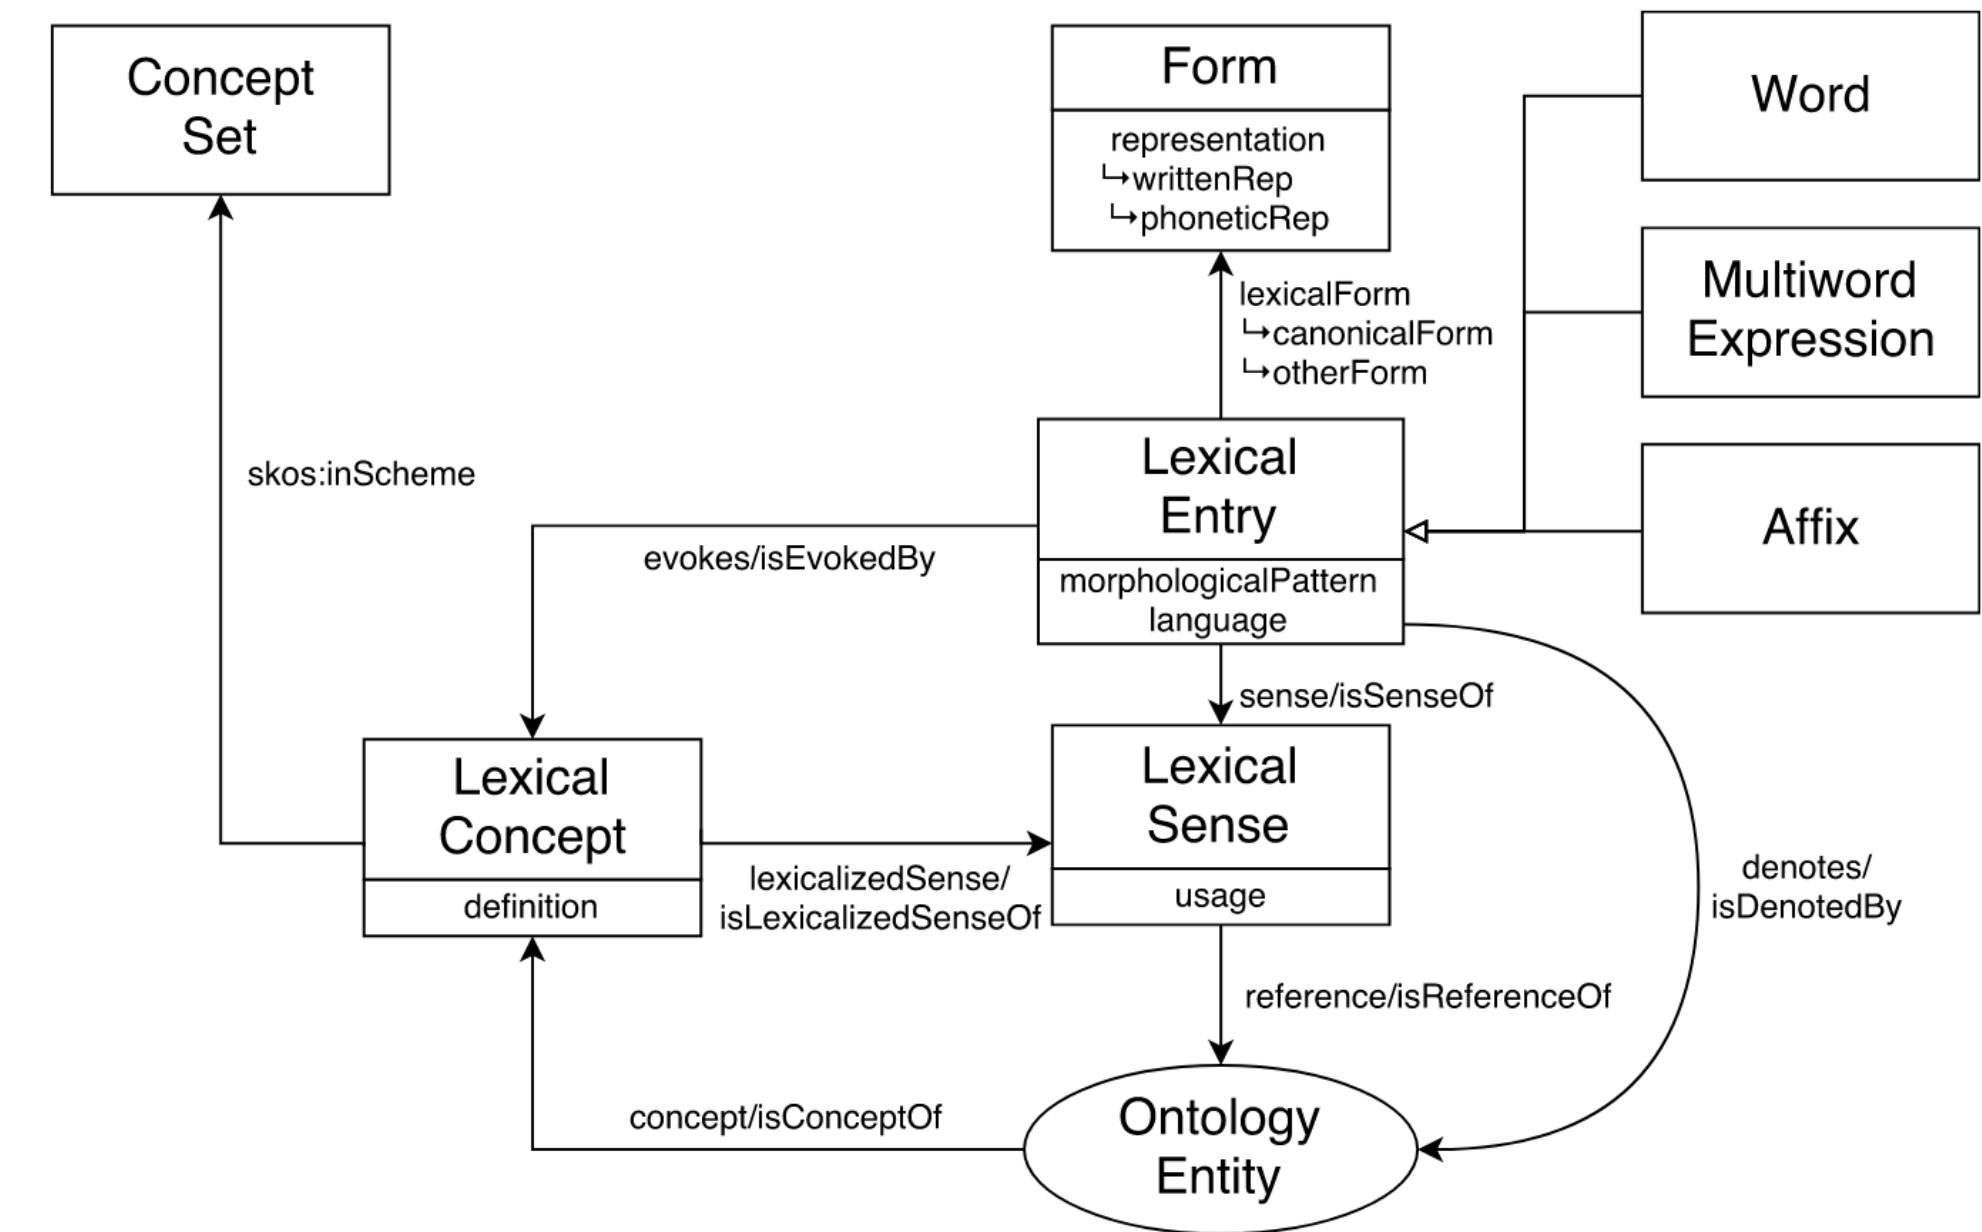 Concept
Set
Form
representation
↳writtenRep
↳phoneticRep
Word
Multiword
Expression
Affix
lexicalForm
↳canonicalForm
↳otherForm
Lexical
Entry
morphologicalPattern
language
skos:inScheme
evokes/isEvokedBy
sense/isSenseOf
Lexical
Concept
definition
lexicalizedSense/
isLexicalizedSenseOf
Lexical
Sense
usage
denotes/
isDenotedBy
reference/isReferenceOf
concept/isConceptOf
Ontology
Entity